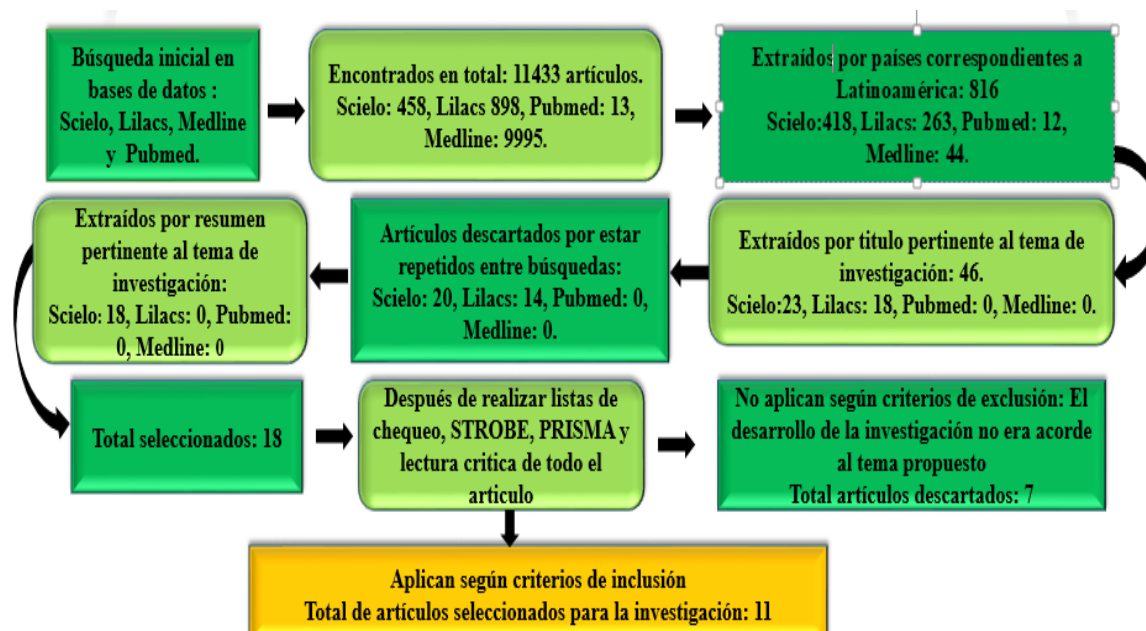 Búsqueda inicial en
bases de datos :
Scielo, Lilacs, Medline
y Pubmed.
Encontrados en total: 11433 artículos.
Scielo: 458, Lilacs 898, Pubmed: 13,
Medline: 9995.
Extraídos por países correspondientes a
Latinoamérica: 816
Scielo:418, Lilacs: 263, Pubmed: 12,
Medline: 44.
Extraídos por titulo pertinente al tema de
investigación: 46.
Scielo:23, Lilacs: 18, Pubmed: 0, Medline: 0.
Artículos descartados por estar
repetidos entre búsquedas:
Scielo: 20, Lilacs: 14, Pubmed: 0,
Medline: 0.
Extraídos por resumen
pertinente al tema de
investigación:
Scielo: 18, Lilacs: 0, Pubmed:
0, Medline: 0
Total seleccionados: 18
Después de realizar listas de
chequeo, STROBE, PRISMA y
lectura critica de todo el
articulo
No aplican según criterios de exclusión: El
desarrollo de la investigación no era acorde
al tema propuesto
Total artículos descartados: 7
Aplican según criterios de inclusión
Total de artículos seleccionados para la investigación: 11